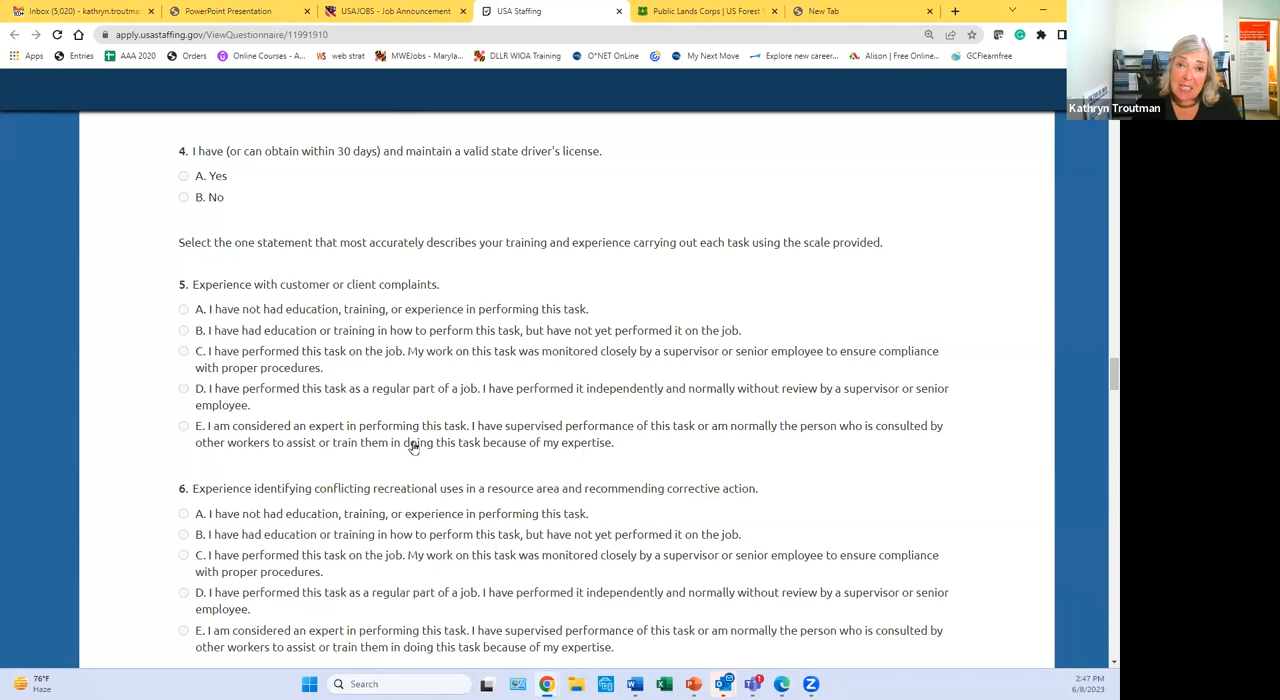 Inbox (5,020) - kathryn.troutma
PowerPoint Presentation
USAJOBS - Job Announcement
USA Staffing
Public Lands Corps | US Forest
New Tab
apply.usastaffing.gov/ViewQuestionnaire/11991910
Apps
Entries
AAA 2020
Orders
Online Courses - A...
web strat
MWEJobs - Maryla...
DLLR WIOA Training
O*NET OnLine
My Next Move
Explore new career...
Alison | Free Online...
GCFlearnfree
Kathryn Troutman
4. I have (or can obtain within 30 days) and maintain a valid state driver's license.
A. Yes
B. No
Select the one statement that most accurately describes your training and experience carrying out each task using the scale provided.
5. Experience with customer or client complaints.
A. I have not had education, training, or experience in performing this task.
B. I have had education or training in how to perform this task, but have not yet performed it on the job.
C. I have performed this task on the job. My work on this task was monitored closely by a supervisor or senior employee to ensure compliance
with proper procedures.
D. I have performed this task as a regular part of a job. I have performed it independently and normally without review by a supervisor or senior
employee.
E. I am considered an expert in performing this task. I have supervised performance of this task or am normally the person who is consulted by
other workers to assist or train them in doing this task because of my expertise.
6. Experience identifying conflicting recreational uses in a resource area and recommending corrective action.
A. I have not had education, training, or experience in performing this task.
B. I have had education or training in how to perform this task, but have not yet performed it on the job.
C. I have performed this task on the job. My work on this task was monitored closely by a supervisor or senior employee to ensure compliance
with proper procedures.
D. I have performed this task as a regular part of a job. I have performed it independently and normally without review by a supervisor or senior
employee.
E. I am considered an expert in performing this task. I have supervised performance of this task or am normally the person who is consulted by
other workers to assist or train them in doing this task because of my expertise.
76°F
Haze
Search
2:47 PM
6/8/2023